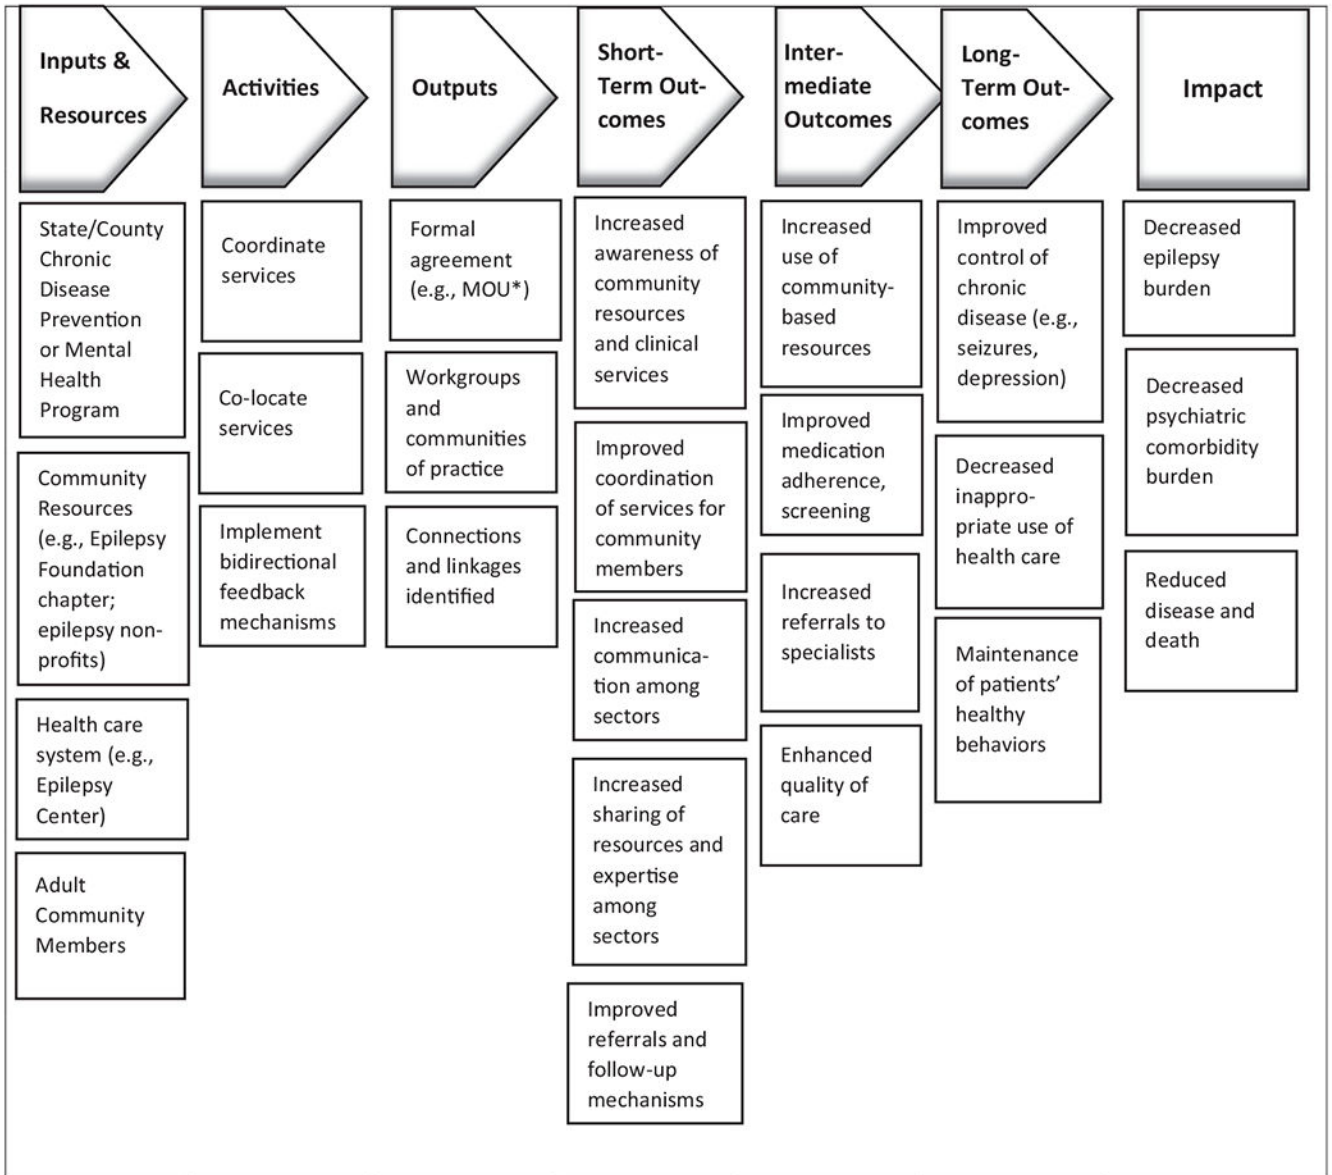 Inputs &
Resources
Activities
Outputs
Short-
Term Out-
comes
Inter-
mediate
Outcomes
Long-
Term Out-
comes
Impact
State/County
Chronic
Disease
Prevention
or Mental
Health
Program
Community
Resources
(e.g., Epilepsy
Foundation
chapter;
epilepsy non-
profits)
Health care
system (e.g.,
Epilepsy
Center)
Adult
Community
Members
Coordinate
services
Co-locate
services
Implement
bidirectional
feedback
mechanisms
Formal
agreement
(e.g., MOU*)
Workgroups
and
communities
of practice
Connections
and linkages
identified
Increased
awareness of
community
resources
and clinical
services
Improved
coordination
of services for
community
members
Increased
communica-
tion among
sectors
Increased
sharing of
resources and
expertise
among
sectors
Improved
referrals and
follow-up
mechanisms
Increased
use of
community-
based
resources
Improved
medication
adherence,
screening
Increased
referrals to
specialists
Enhanced
quality of
care
Improved
control of
chronic
disease (e.g.,
seizures,
depression)
Decreased
inappro-
priate use of
health care
Maintenance
of patients’
healthy
behaviors
Decreased
epilepsy
burden
Decreased
psychiatric
comorbidity
burden
Reduced
disease and
death